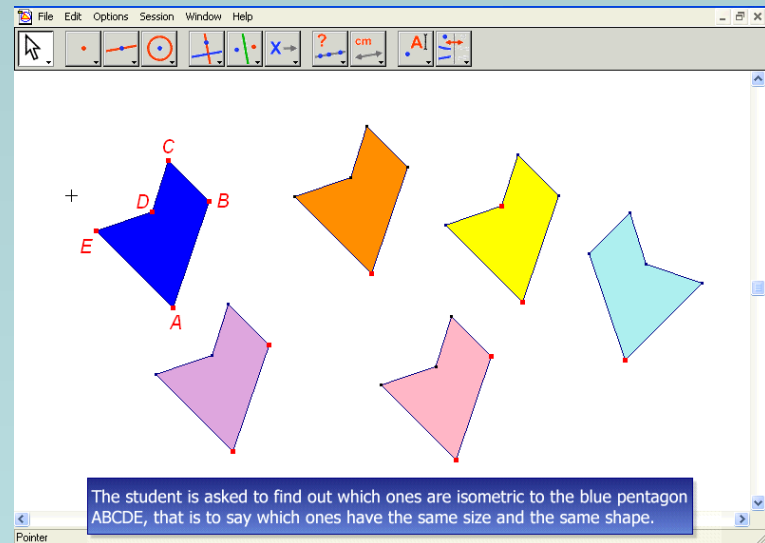 File Edit Options Session Window Help
X
?
cm
A
C
D
B
E
A
The student is asked to find out which ones are isometric to the blue pentagon
ABCDE, that is to say which ones have the same size and the same shape.
Pointer